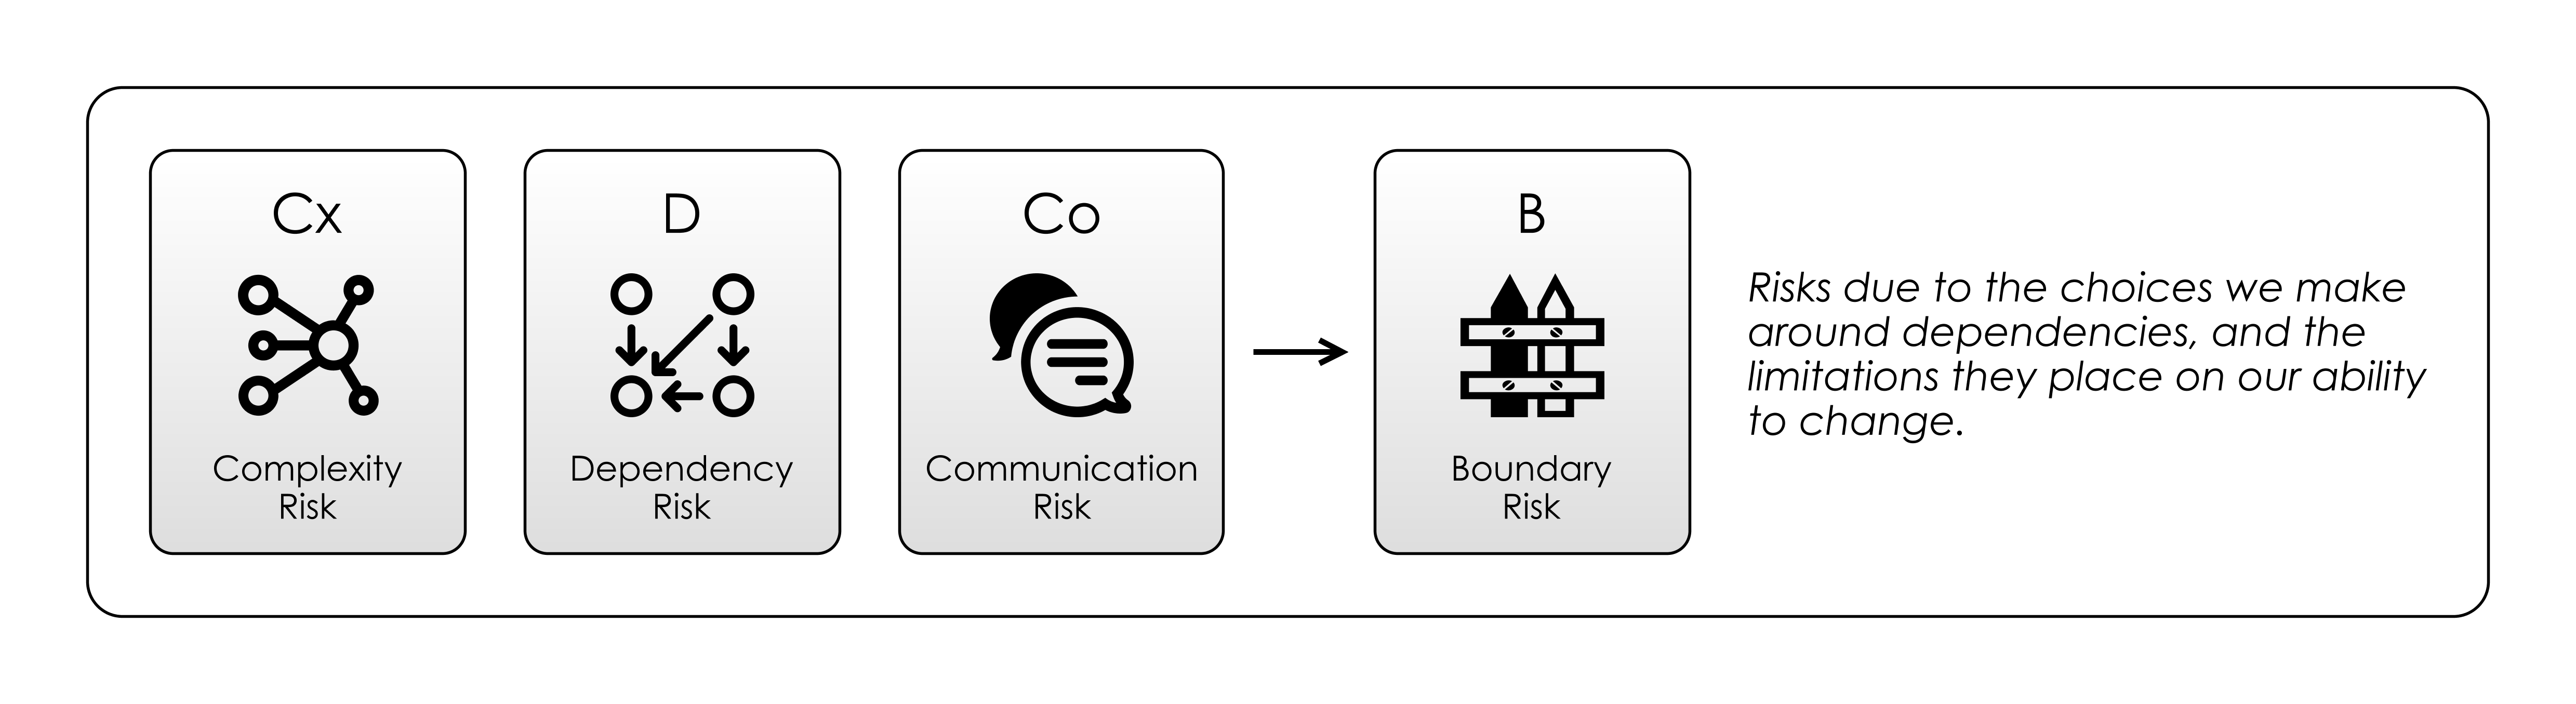 Cx
Complexity
Risk
D
Dependency
Risk
Co
Communication
Risk
B
Boundary
Risk
Risks due to the choices we make
around dependencies, and the
limitations they place on our ability
to change.